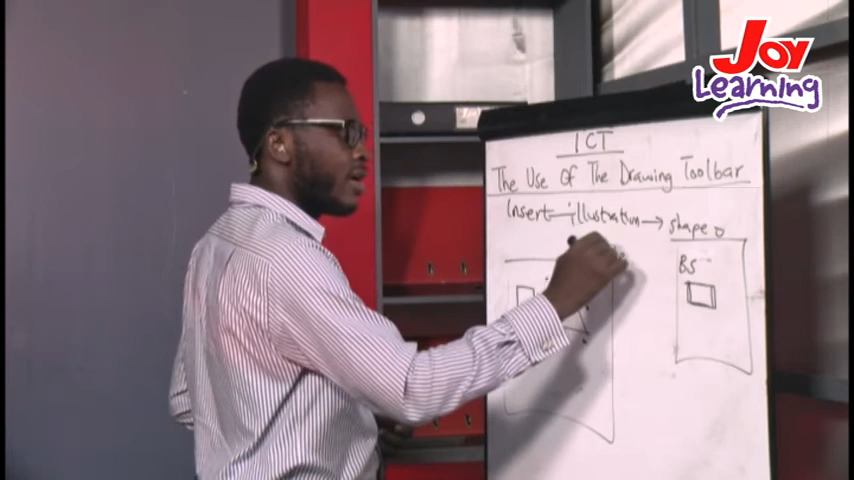 Joy
Learning
ICT
The Use Of The Drawing Toolbar
Insert illustration → shape
BS